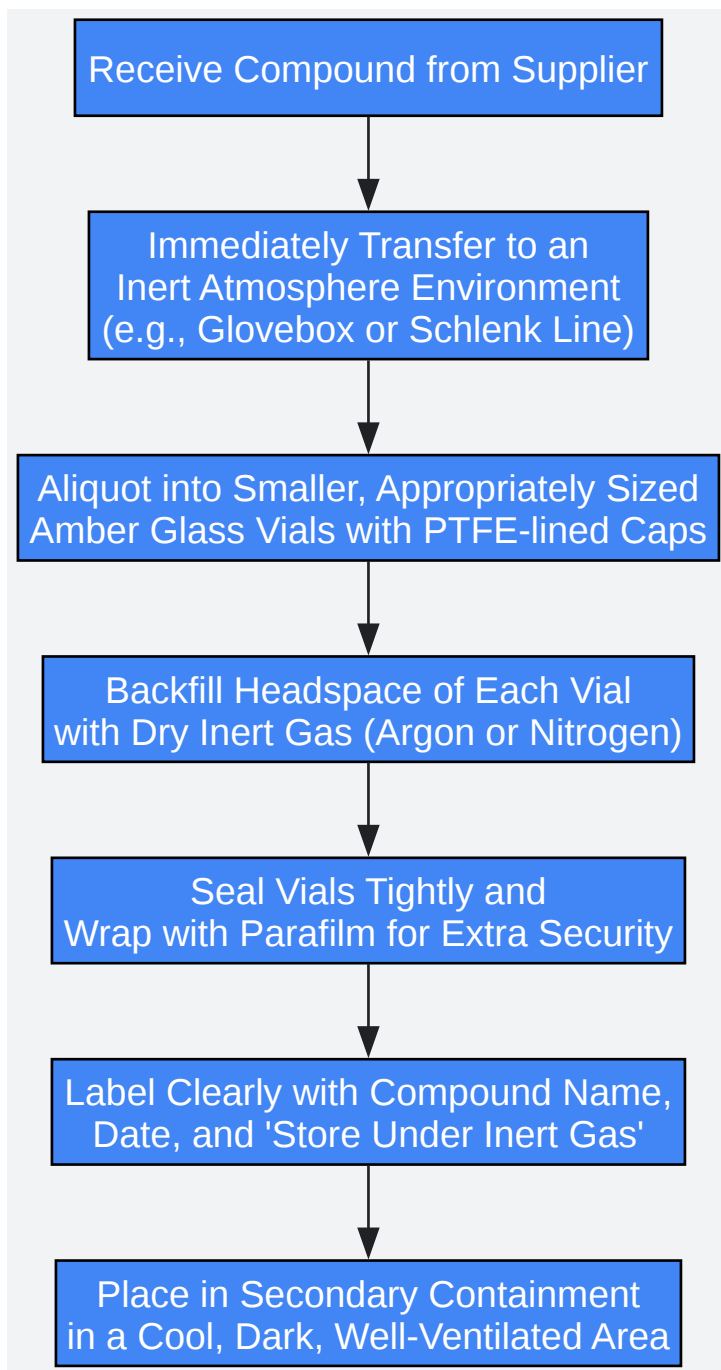 Receive Compound from Supplier
Immediately Transfer to an
Inert Atmosphere Environment
(e.g., Glovebox or Schlenk Line)
Aliquot into Smaller, Appropriately Sized
Amber Glass Vials with PTFE-lined Caps
Backfill Headspace of Each Vial
with Dry Inert Gas (Argon or Nitrogen)
Seal Vials Tightly and
Wrap with Parafilm for Extra Security
Label Clearly with Compound Name,
Date, and 'Store Under Inert Gas'
Place in Secondary Containment
in a Cool, Dark, Well-Ventilated Area